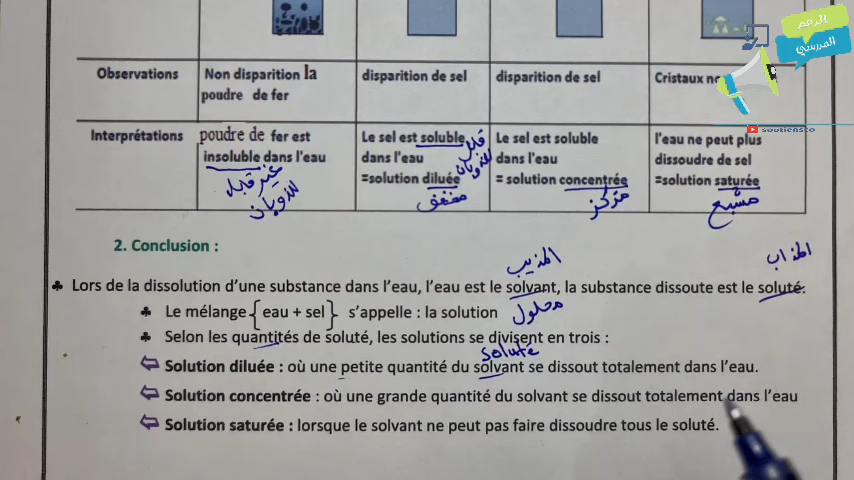 الدعم
المدرسي
soutiensco
Observations Non disparition la disparition de sel disparition de sel Cristaux
poudre de fer
Interprétations poudre de fer est Le sel est soluble Le sel est soluble l'eau ne peut plus
insoluble dans l'eau dans l'eau dans l'eau dissoudre de sel
=solution diluée = solution concentrée =solution saturée
غير قابل للذوبان
قابل للذوبان
مخفف
مركز
مشبع
2. Conclusion :
المذيب المذاب
♣ Lors de la dissolution d'une substance dans l'eau, l'eau est le solvant, la substance dissoute est le soluté.
♣ Le mélange { eau + sel } s'appelle : la solution محلول
♣ Selon les quantités de soluté, les solutions se divisent en trois :
soluté
Solution diluée : où une petite quantité du solvant se dissout totalement dans l'eau.
Solution concentrée : où une grande quantité du solvant se dissout totalement dans l'eau
Solution saturée : lorsque le solvant ne peut pas faire dissoudre tous le soluté.